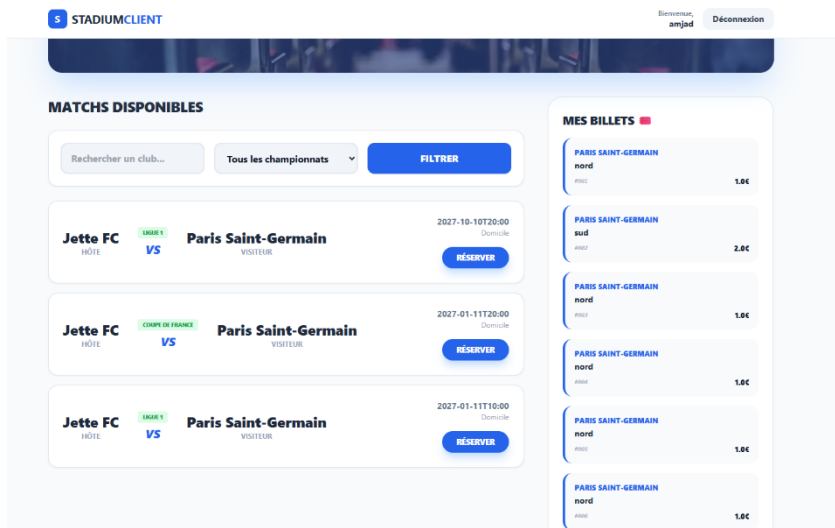 S STADIUMCLIENT
Bienvenue,
amjad
Déconnexion
MATCHS DISPONIBLES
Rechercher un club...
Tous les championnats
FILTRER
Jette FC
HÔTE
LIGUE 1
VS
Paris Saint-Germain
VISITEUR
2027-10-10T20:00
Domicile
RÉSERVER
Jette FC
HÔTE
COUPE DE FRANCE
VS
Paris Saint-Germain
VISITEUR
2027-01-11T20:00
Domicile
RÉSERVER
Jette FC
HÔTE
LIGUE 1
VS
Paris Saint-Germain
VISITEUR
2027-01-11T10:00
Domicile
RÉSERVER
MES BILLETS
PARIS SAINT-GERMAIN
nord
1.0€
PARIS SAINT-GERMAIN
sud
2.0€
PARIS SAINT-GERMAIN
nord
1.0€
PARIS SAINT-GERMAIN
nord
1.0€
PARIS SAINT-GERMAIN
nord
1.0€
PARIS SAINT-GERMAIN
nord
1.0€